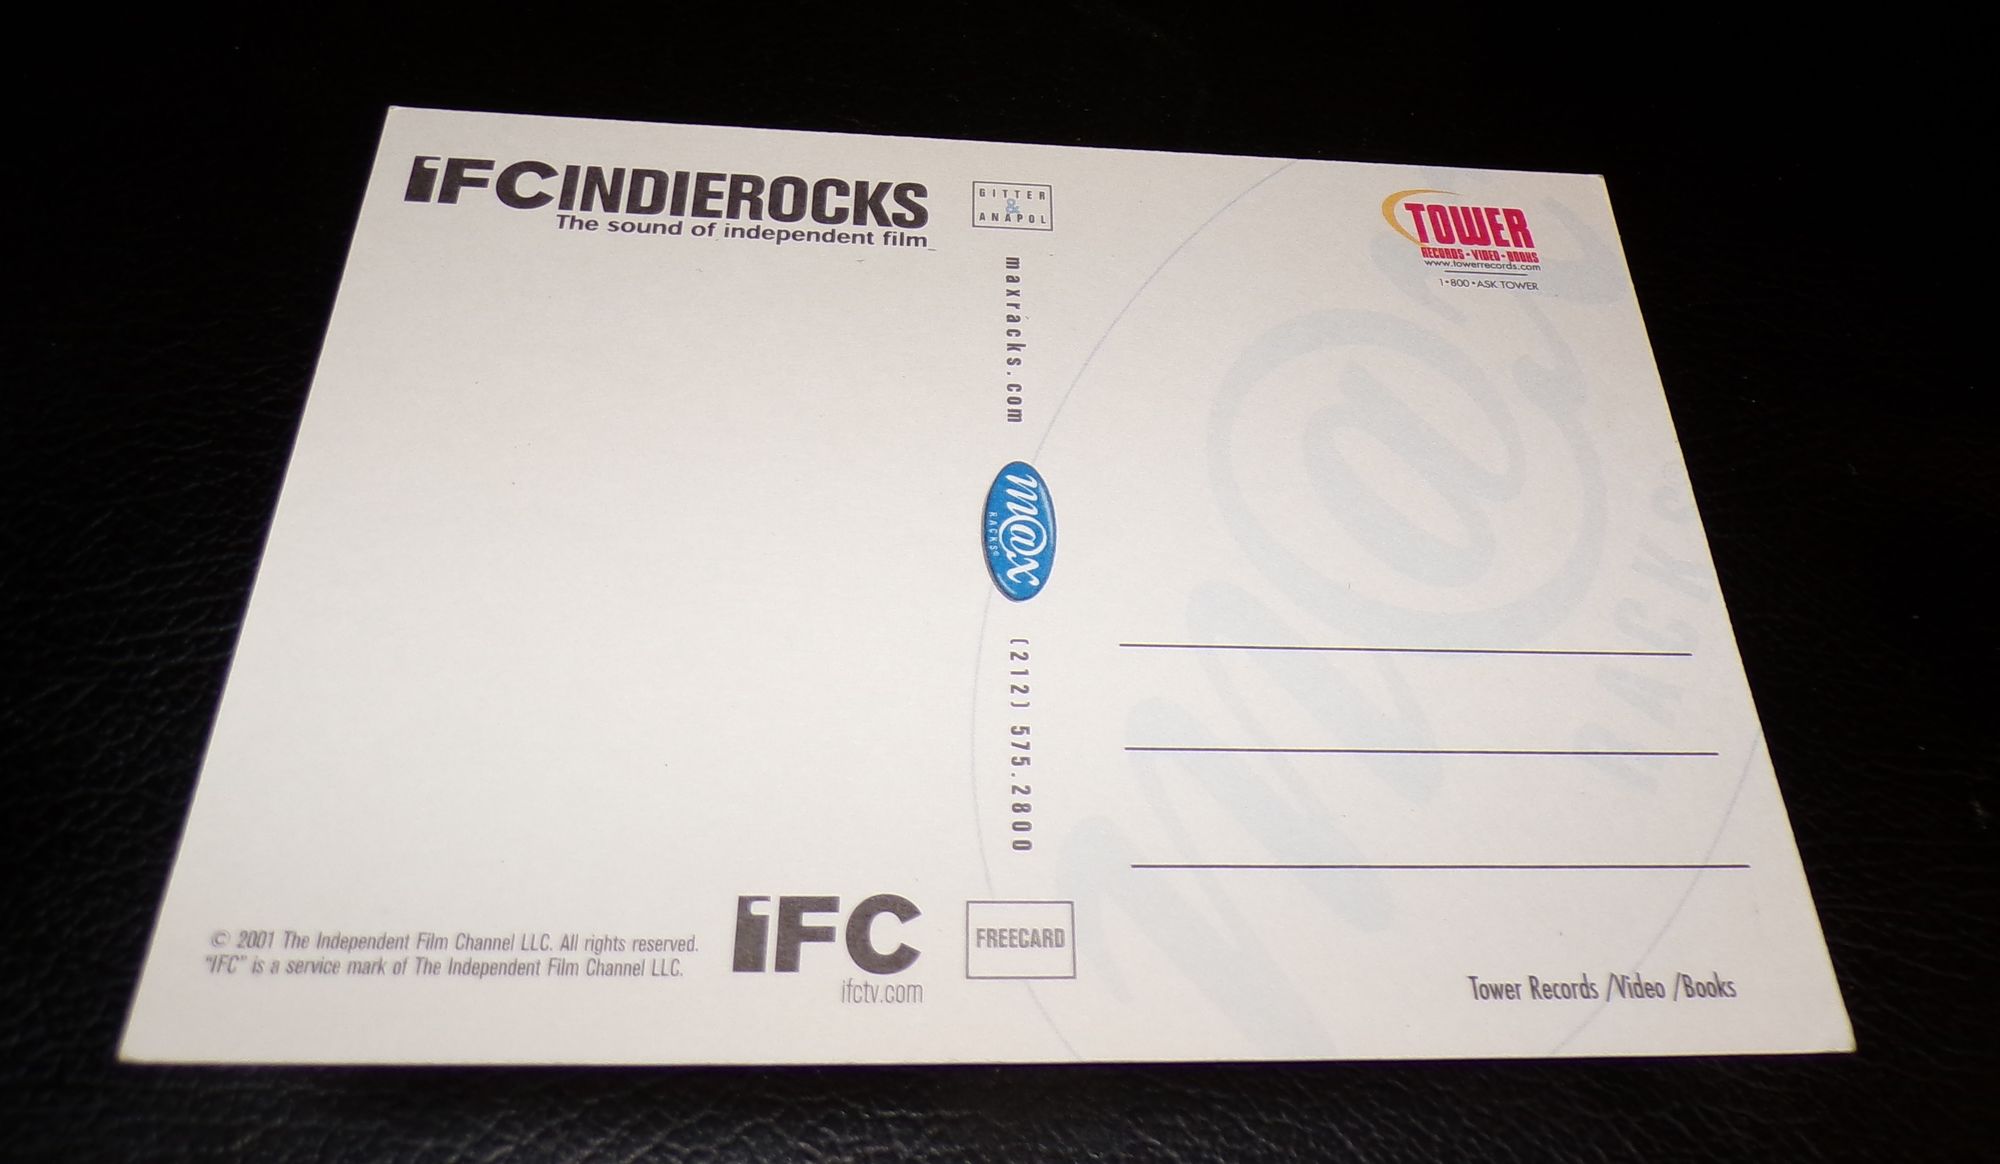 iFCINDIEROCKS
The sound of independent film
GITTER
&
ANAPOL
maxracks.com
m@x
RACKS®
(212) 575.2800
FREECARD
TOWER
RECORDS·VIDEO·BOOKS
www.towerrecords.com
1•800•ASK TOWER
m@x
RACKS®
Tower Records /Video /Books
© 2001 The Independent Film Channel LLC. All rights reserved.
"IFC" is a service mark of The Independent Film Channel LLC.
iFC
ifctv.com